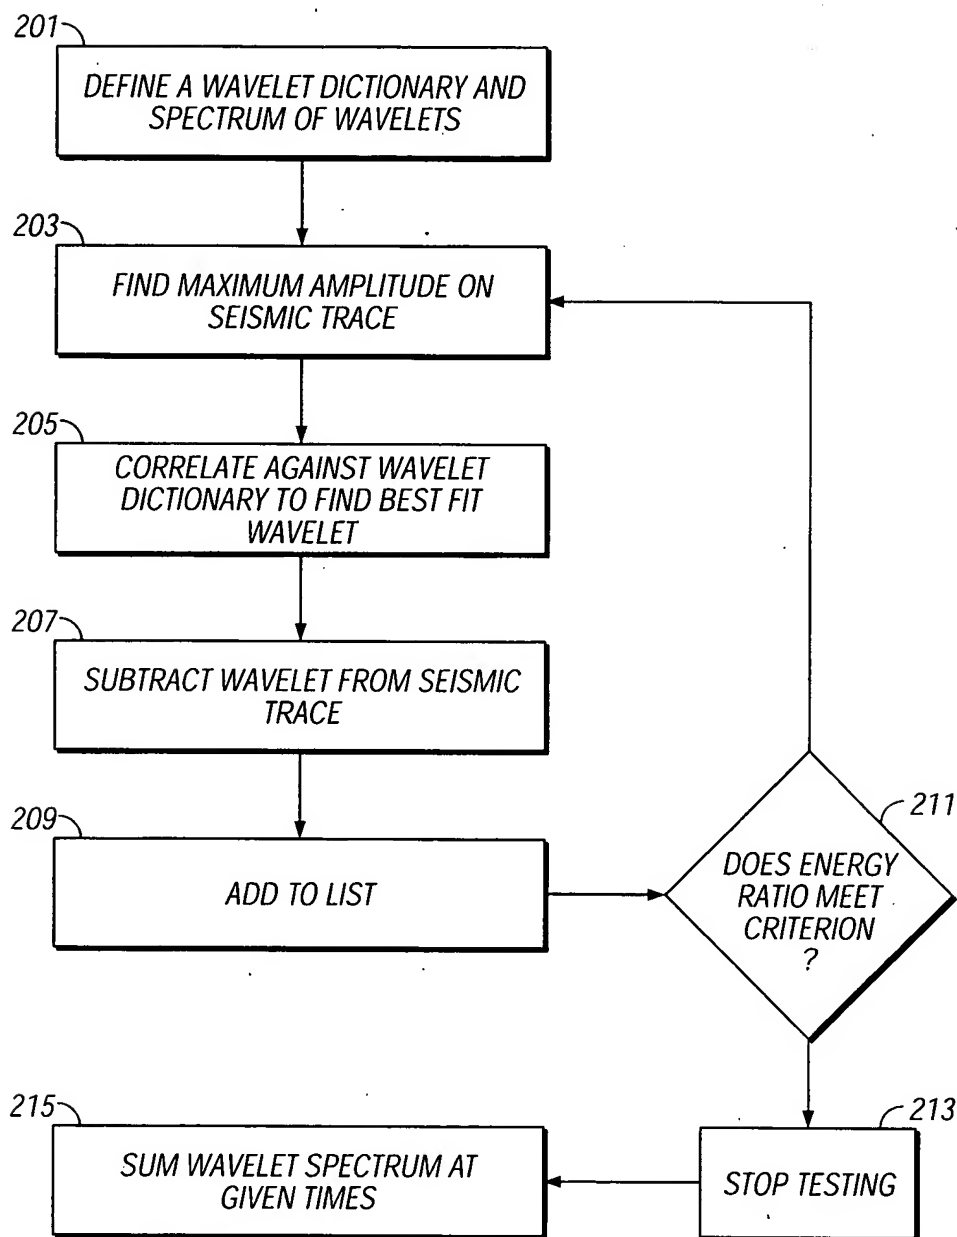 201
DEFINE A WAVELET DICTIONARY AND
SPECTRUM OF WAVELETS
203
FIND MAXIMUM AMPLITUDE ON
SEISMIC TRACE
205
CORRELATE AGAINST WAVELET
DICTIONARY TO FIND BEST FIT
WAVELET
207
SUBTRACT WAVELET FROM SEISMIC
TRACE
209
ADD TO LIST
211
DOES ENERGY
RATIO MEET
CRITERION
?
213
STOP TESTING
215
SUM WAVELET SPECTRUM AT
GIVEN TIMES